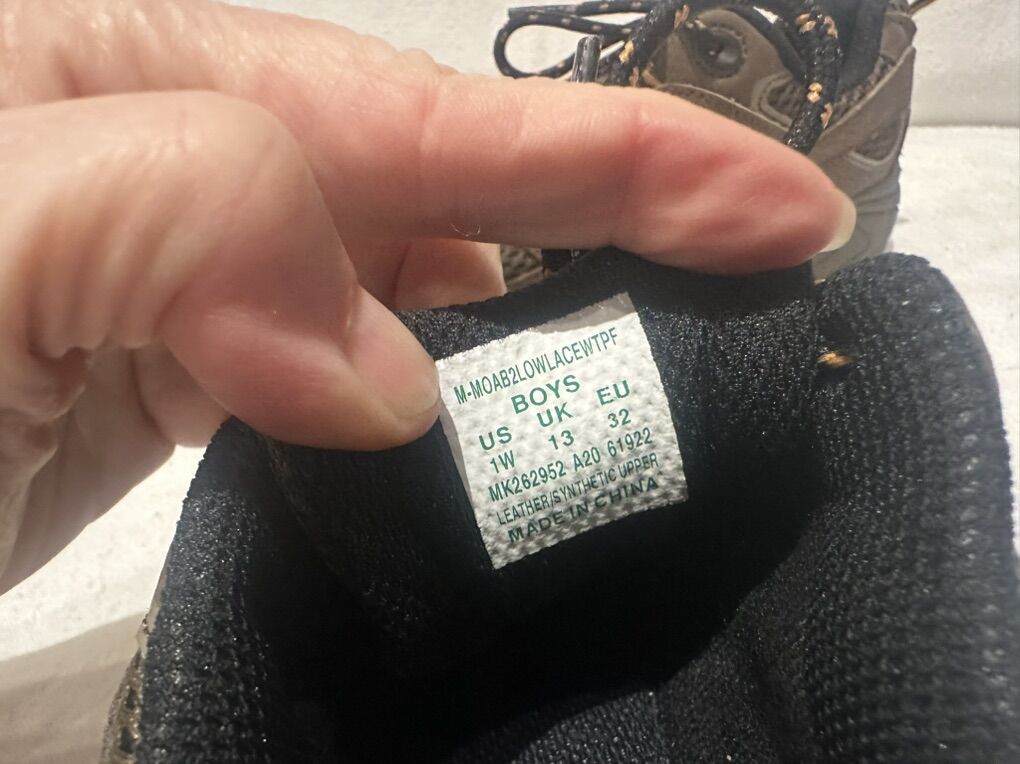 M-MOAB2LOWLACEWTPF
BOYS
US UK EU
1W 13 32
MK262952 A20 61922
LEATHER/SYNTHETIC UPPER
MADE IN CHINA